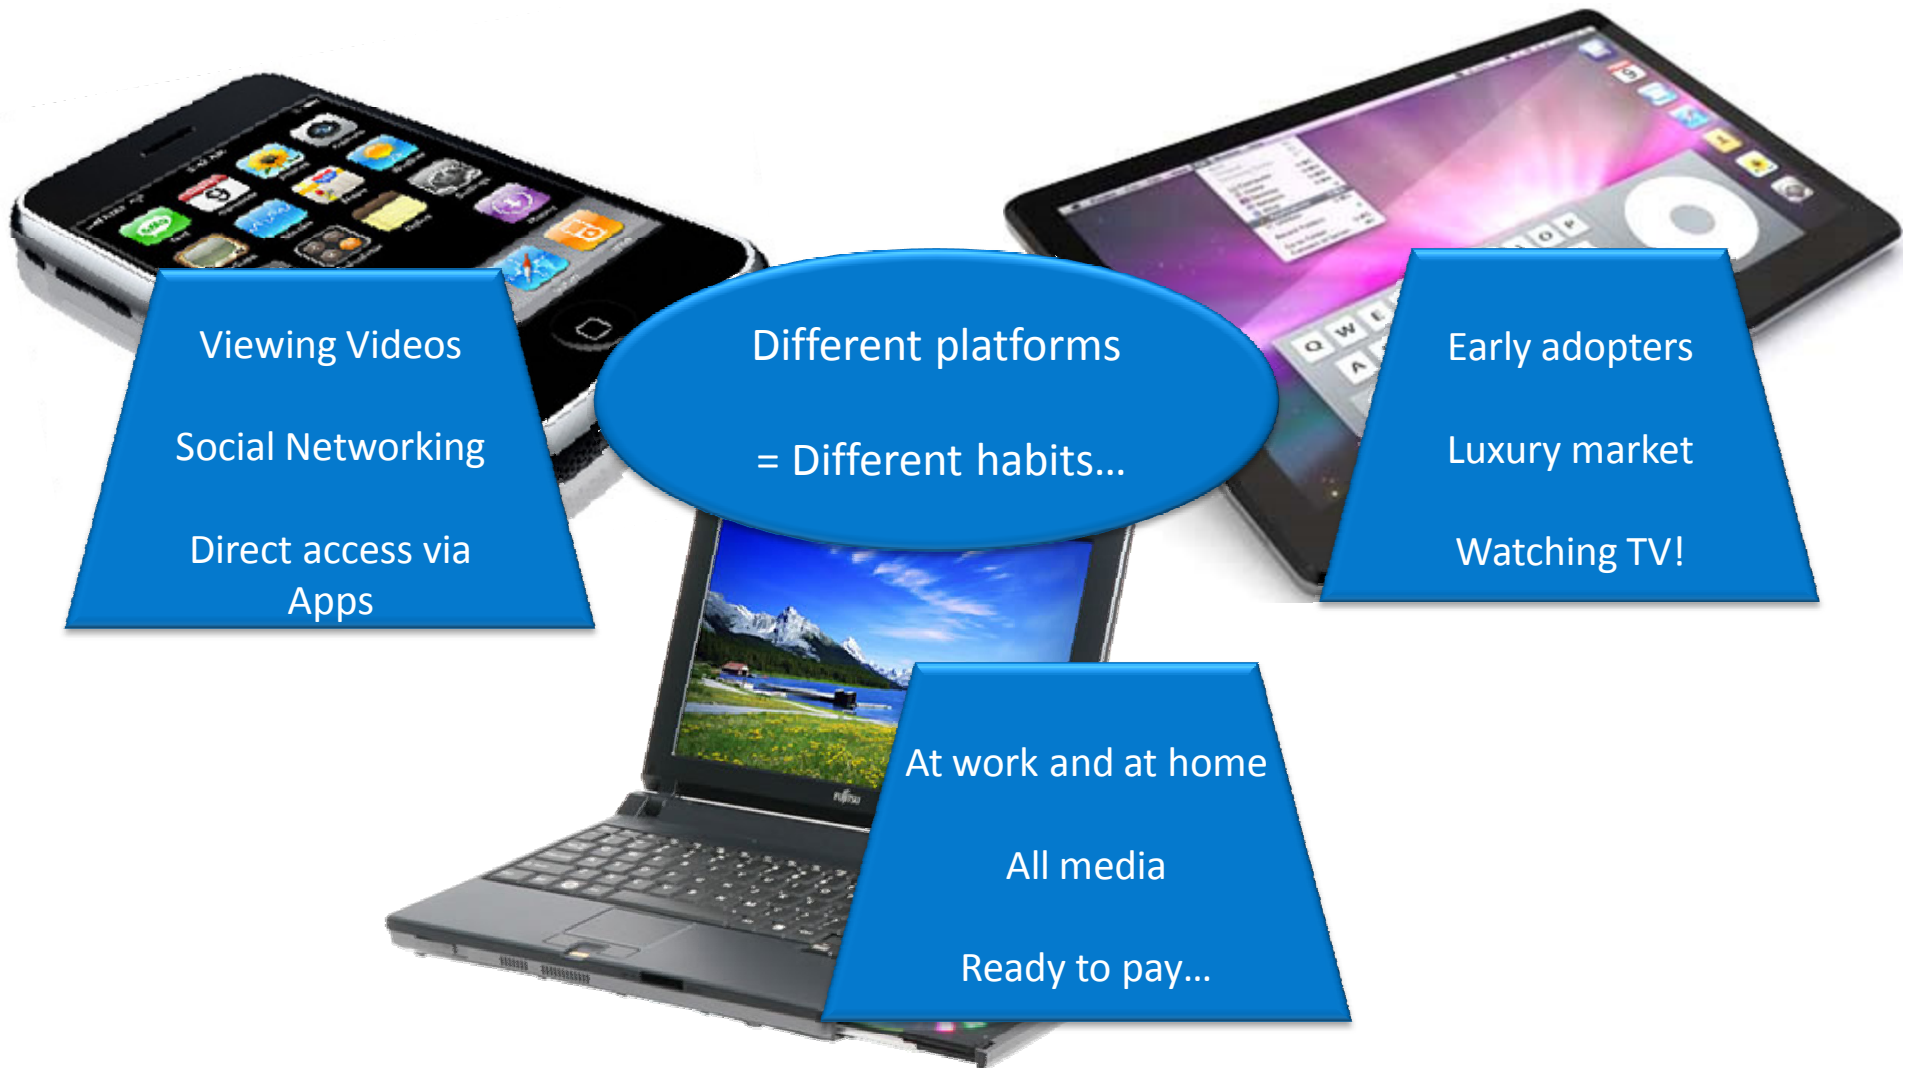 Viewing Videos
Social Networking
Direct access via
Apps
Different platforms
= Different habits...
Early adopters
Luxury market
Watching TV!
At work and at home
All media
Ready to pay...
FUJITSU
Q W E
A
O P